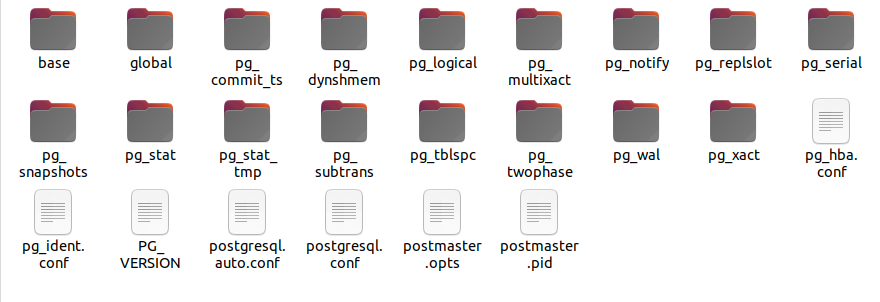 base global pg_ pg_ pg_logical pg_ pg_notify pg_replslot pg_serial
commit_ts dynshmem multixact
pg_ pg_stat pg_stat_ pg_ pg_tblspc pg_ pg_wal pg_xact pg_hba.
snapshots tmp subtrans twophase conf
pg_ident. PG_ postgresql. postgresql. postmaster postmaster
conf VERSION auto.conf conf .opts .pid